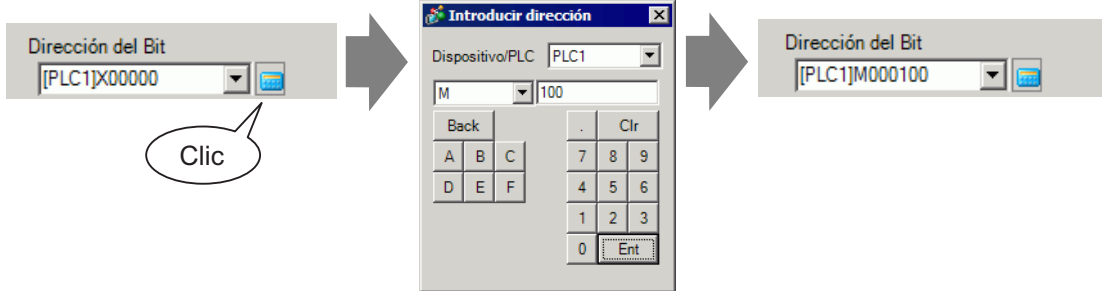 Dirección del Bit
[PLC1]X00000
Clic
Introducir dirección
Dispositivo/PLC PLC1
M 100
Back . Clr
A B C 7 8 9
D E F 4 5 6
1 2 3
0 Ent
Dirección del Bit
[PLC1]M000100